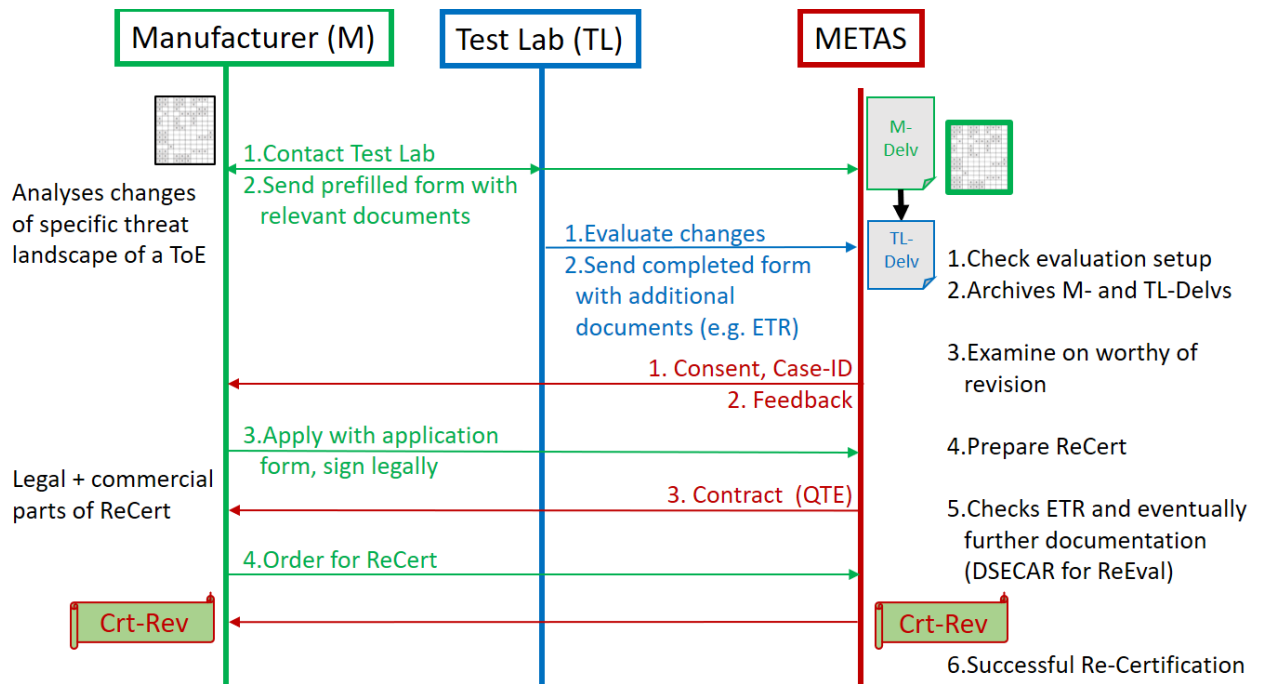 Manufacturer (M)
Test Lab (TL)
METAS
M-
Delv
1.Contact Test Lab
2.Send prefilled form with
relevant documents
Analyses changes
of specific threat
landscape of a ToE
1.Evaluate changes
2.Send completed form
with additional
documents (e.g. ETR)
TL-
Delv
1.Check evaluation setup
2.Archives M- and TL-Delvs
3.Examine on worthy of
revision
1. Consent, Case-ID
2. Feedback
3.Apply with application
form, sign legally
4.Prepare ReCert
Legal + commercial
parts of ReCert
3. Contract (QTE)
5.Checks ETR and eventually
further documentation
(DSECAR for ReEval)
4.Order for ReCert
Crt-Rev
Crt-Rev
6.Successful Re-Certification